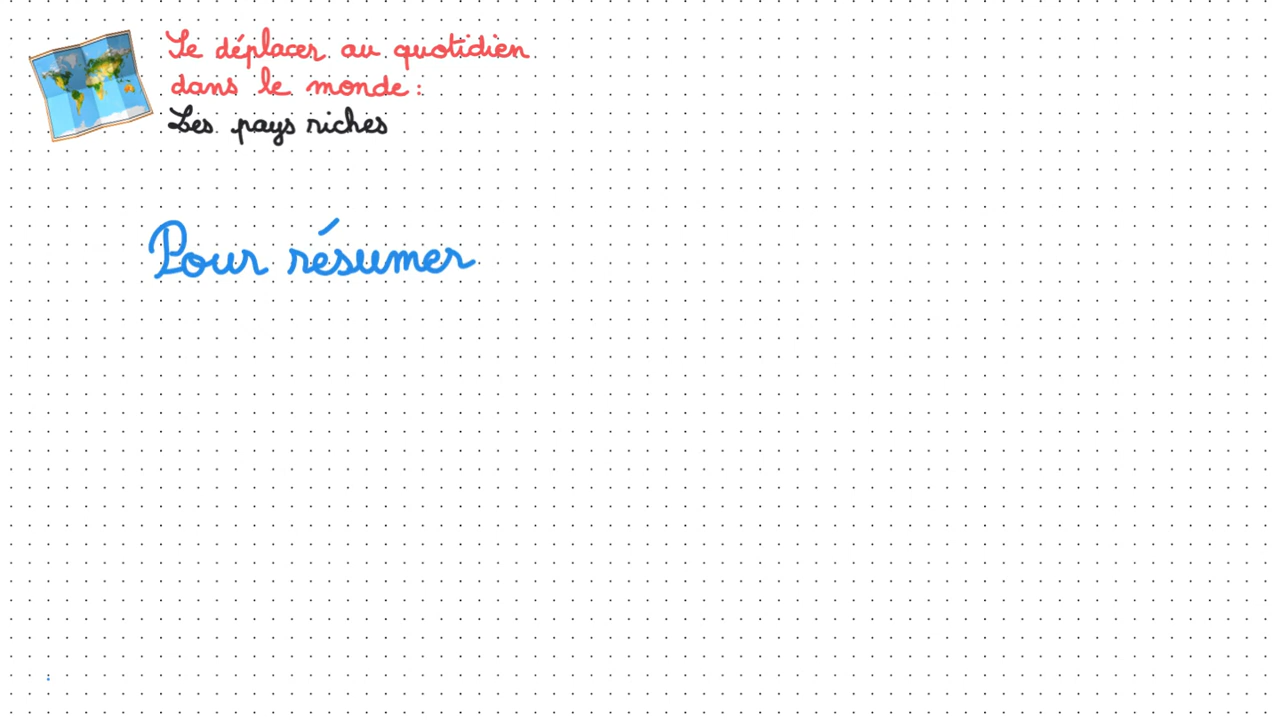 Se déplacer au quotidien
dans le monde :
Les pays riches
Pour résumer